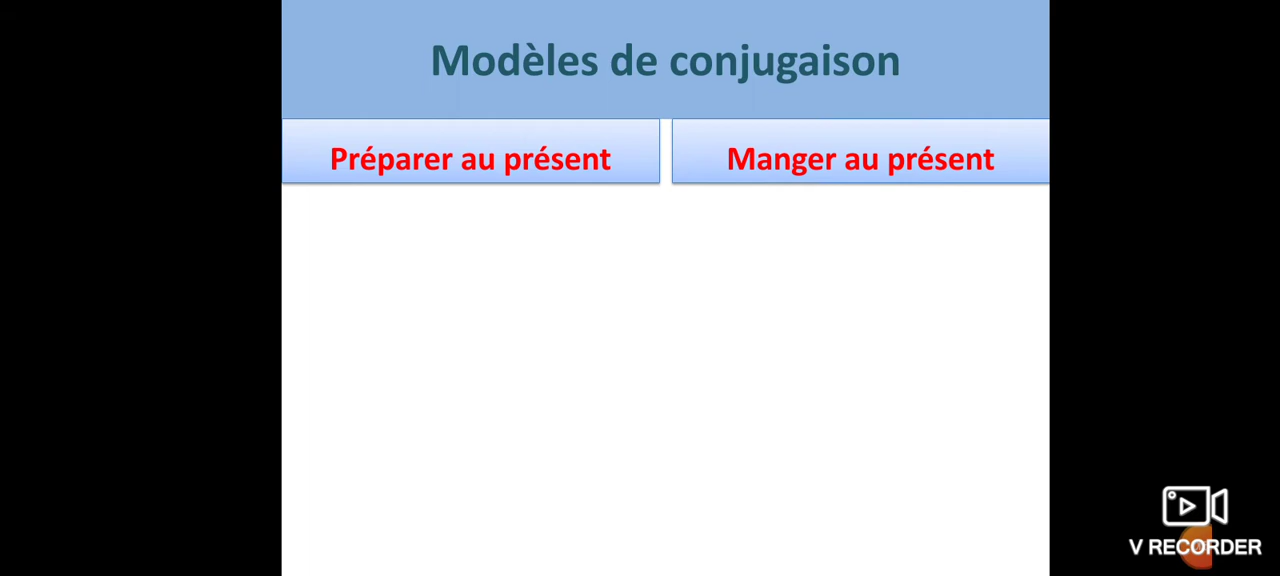 Modèles de conjugaison
Préparer au présent
Manger au présent
V RECORDER